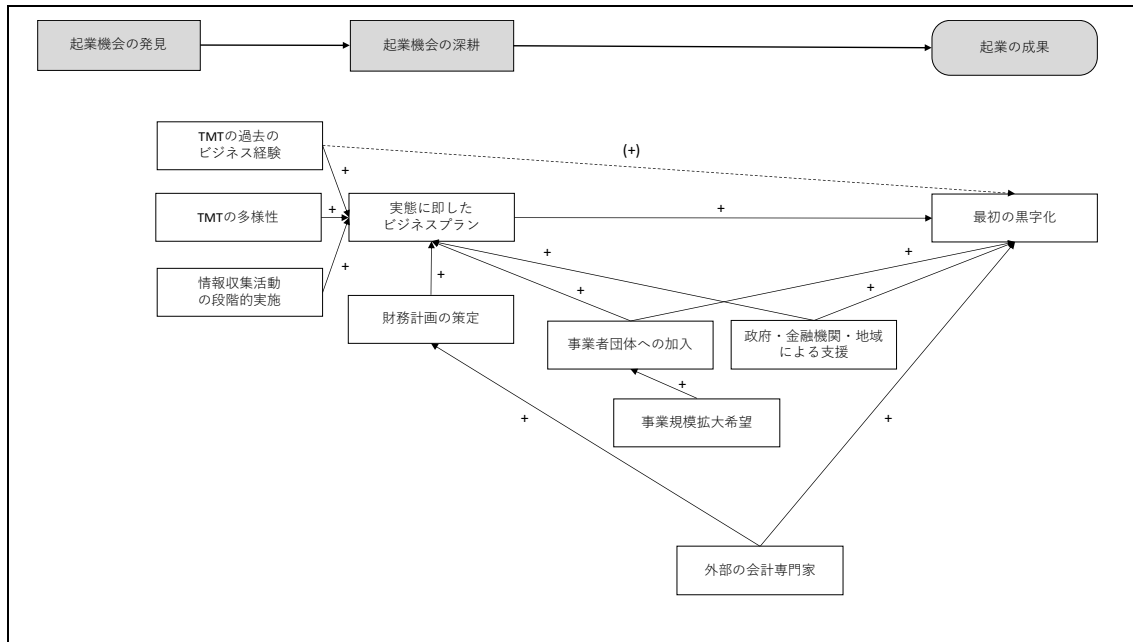 起業機会の発見
起業機会の深耕
起業の成果
TMTの過去の
ビジネス経験
(+)
+
TMTの多様性
+
実態に即した
ビジネスプラン
+
最初の黒字化
+
+
+
情報収集活動
の段階的実施
+
+
+
財務計画の策定
事業者団体への加入
政府・金融機関・地域
による支援
+
事業規模拡大希望
+
+
外部の会計専門家